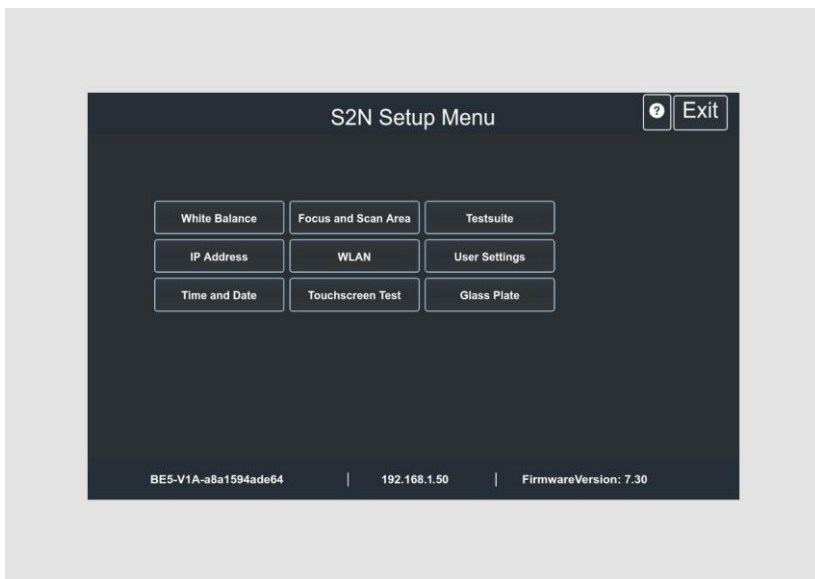 S2N Setup Menu ? Exit
White Balance Focus and Scan Area Testsuite
IP Address WLAN User Settings
Time and Date Touchscreen Test Glass Plate
BE5-V1A-a8a1594ade64 | 192.168.1.50 | FirmwareVersion: 7.30